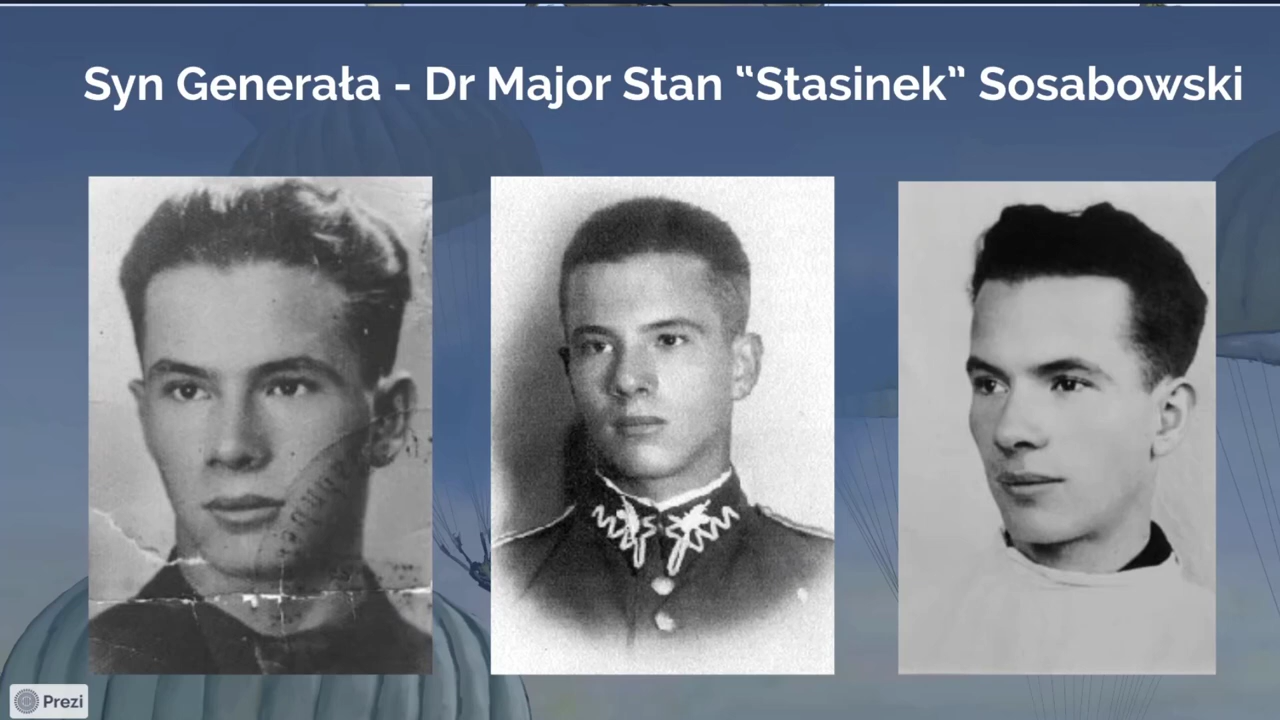 Syn Generała - Dr Major Stan “Stasinek” Sosabowski
Prezi